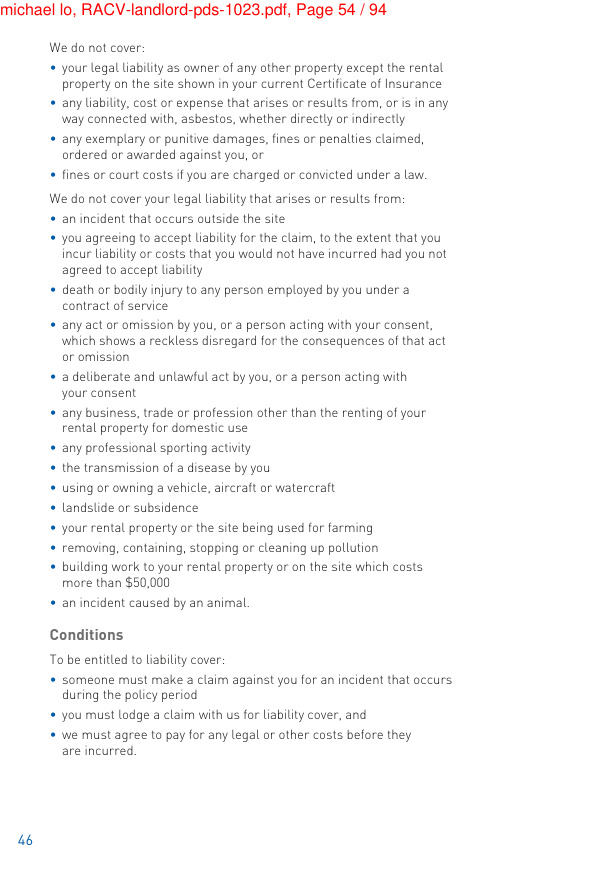 michael lo, RACV-landlord-pds-1023.pdf, Page 54 / 94
We do not cover:
• your legal liability as owner of any other property except the rental
property on the site shown in your current Certificate of Insurance
• any liability, cost or expense that arises or results from, or is in any
way connected with, asbestos, whether directly or indirectly
• any exemplary or punitive damages, fines or penalties claimed,
ordered or awarded against you, or
• fines or court costs if you are charged or convicted under a law.
We do not cover your legal liability that arises or results from:
• an incident that occurs outside the site
• you agreeing to accept liability for the claim, to the extent that you
incur liability or costs that you would not have incurred had you not
agreed to accept liability
• death or bodily injury to any person employed by you under a
contract of service
• any act or omission by you, or a person acting with your consent,
which shows a reckless disregard for the consequences of that act
or omission
• a deliberate and unlawful act by you, or a person acting with
your consent
• any business, trade or profession other than the renting of your
rental property for domestic use
• any professional sporting activity
• the transmission of a disease by you
• using or owning a vehicle, aircraft or watercraft
• landslide or subsidence
• your rental property or the site being used for farming
• removing, containing, stopping or cleaning up pollution
• building work to your rental property or on the site which costs
more than $50,000
• an incident caused by an animal.
Conditions
To be entitled to liability cover:
• someone must make a claim against you for an incident that occurs
during the policy period
• you must lodge a claim with us for liability cover, and
• we must agree to pay for any legal or other costs before they
are incurred.
46